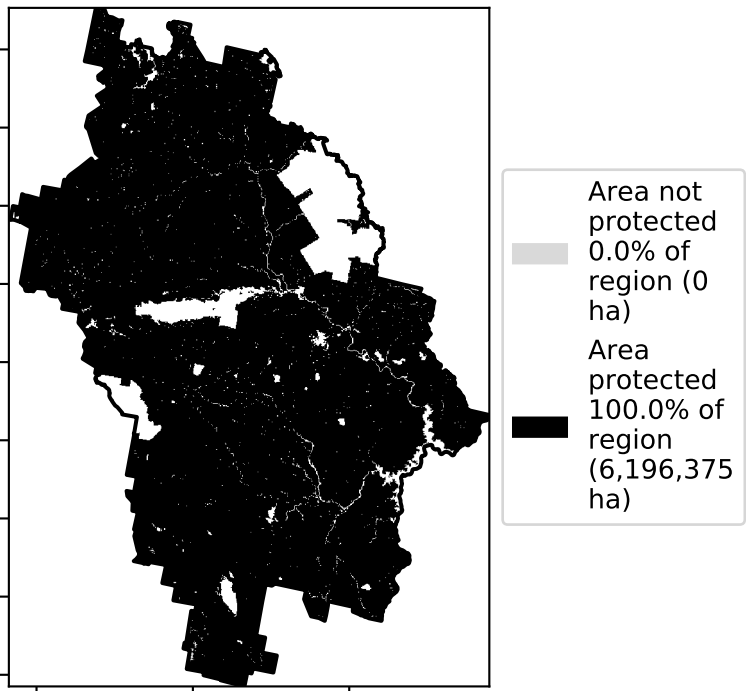 Area not
protected
0.0% of
region (0
ha)
Area
protected
100.0% of
region
(6,196,375
ha)